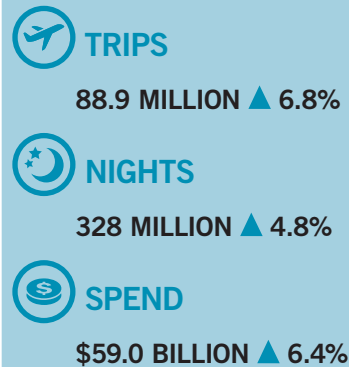 TRIPS
88.9 MILLION ▲ 6.8%
NIGHTS
328 MILLION ▲ 4.8%
SPEND
$59.0 BILLION ▲ 6.4%